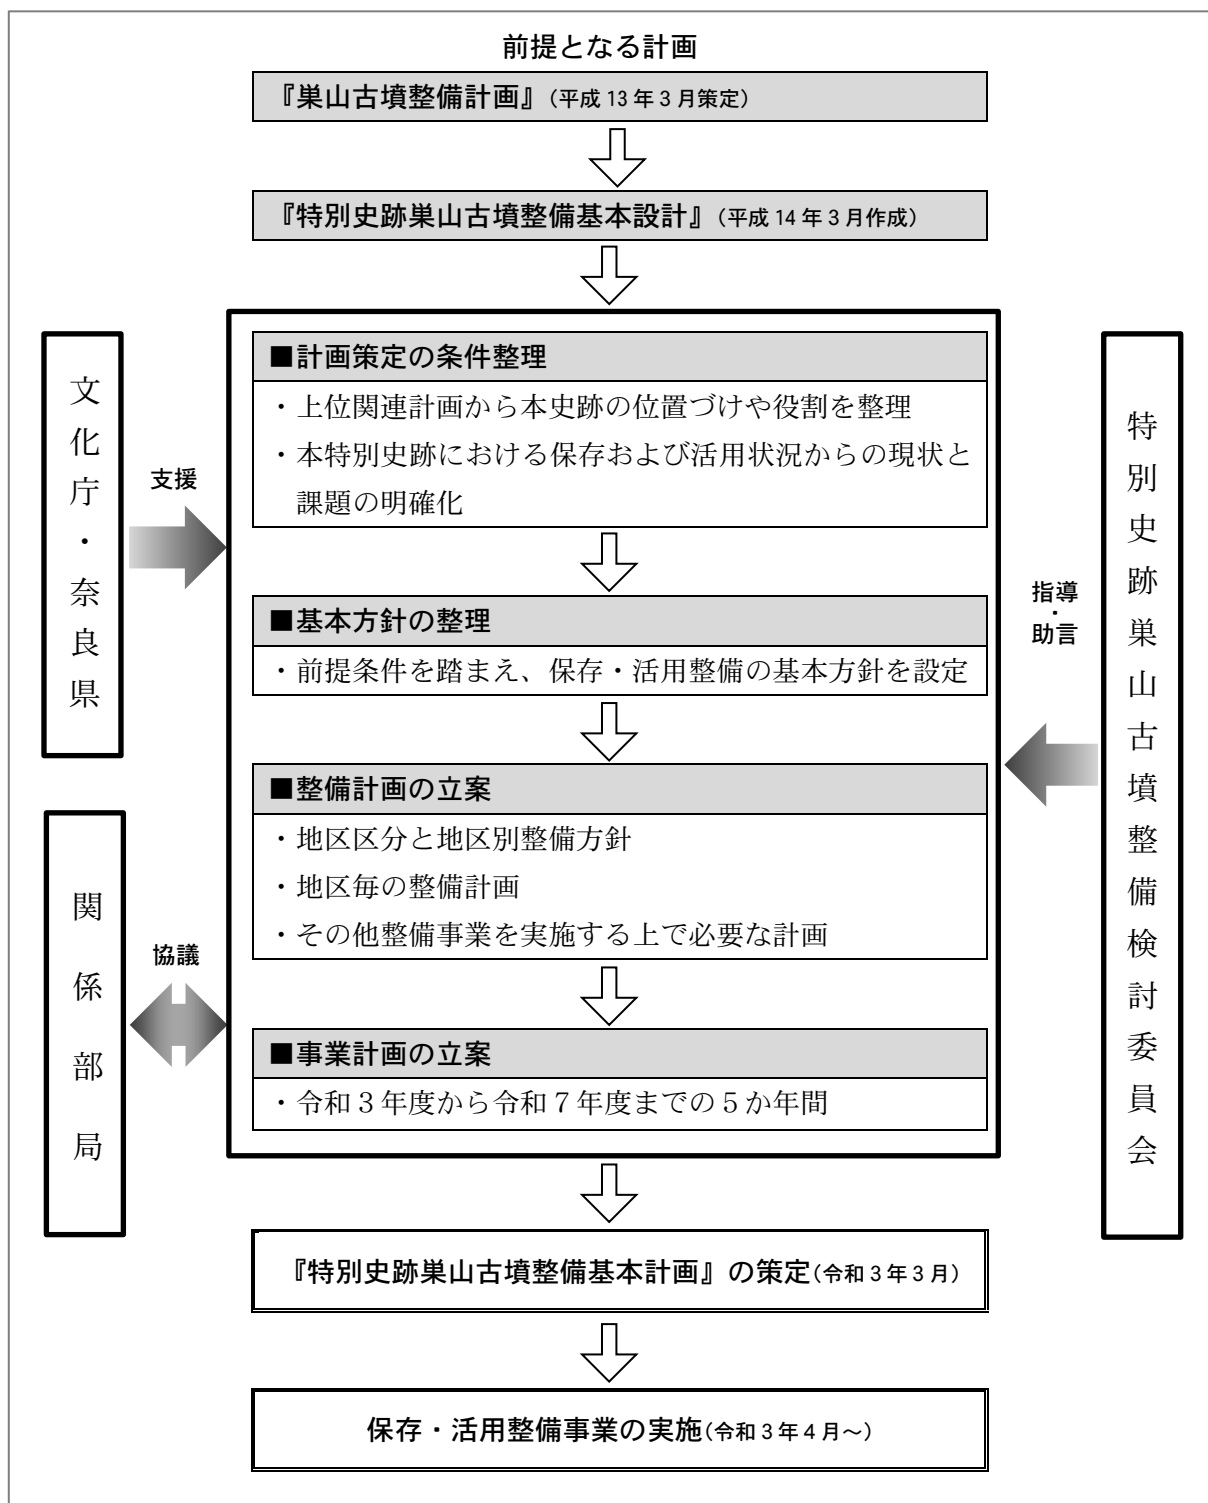 前提となる計画
『巣山古墳整備計画』(平成13年3月策定)
『特別史跡巣山古墳整備基本設計』(平成14年3月作成)
■計画策定の条件整理
・上位関連計画から本史跡の位置づけや役割を整理
・本特別史跡における保存および活用状況からの現状と
課題の明確化
■基本方針の整理
・前提条件を踏まえ、保存・活用整備の基本方針を設定
■整備計画の立案
・地区区分と地区別整備方針
・地区毎の整備計画
・その他整備事業を実施する上で必要な計画
■事業計画の立案
・令和3年度から令和7年度までの5か年間
文化庁・奈良県
支援
関係部局
協議
指導
・
助言
特別史跡巣山古墳整備検討委員会
『特別史跡巣山古墳整備基本計画』の策定(令和3年3月)
保存・活用整備事業の実施(令和3年4月~)